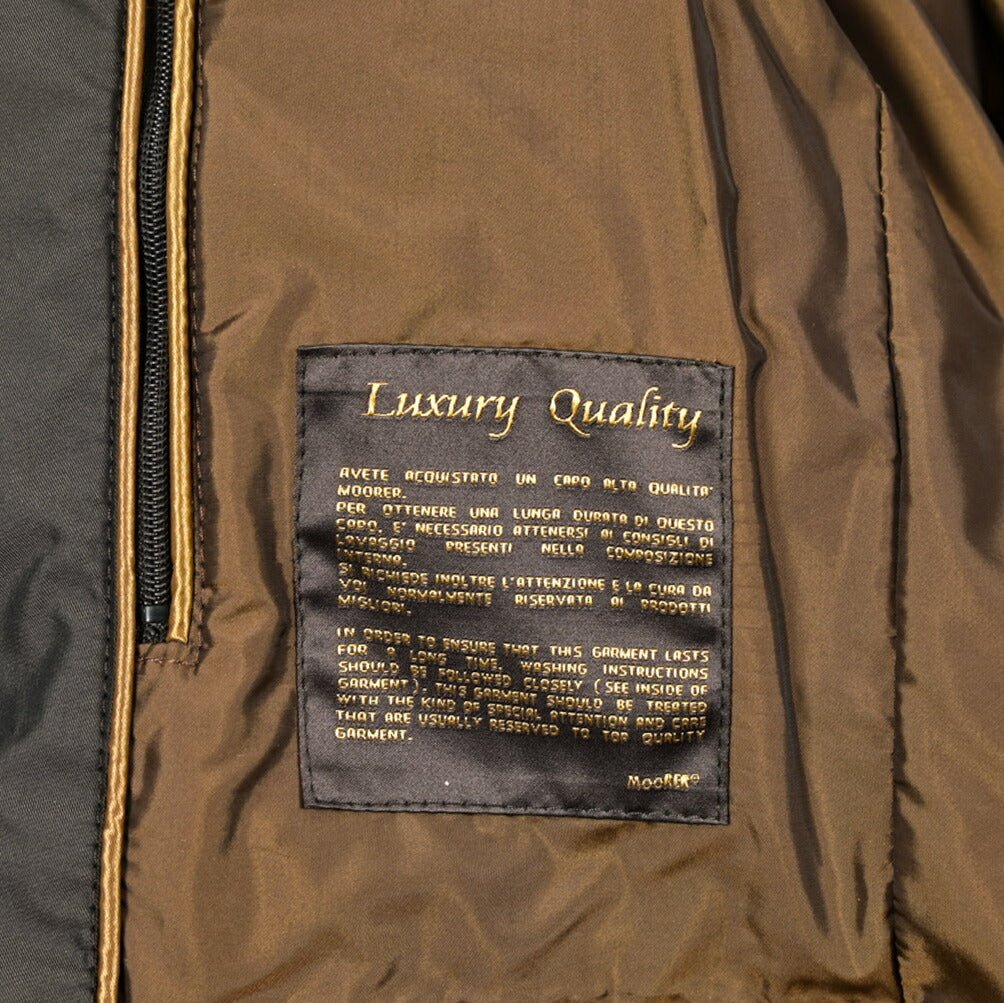 Luxury Quality
AVETE ACQUISTATO UN CAPO ALTA QUALITA'
MOORER.
PER OTTENERE UNA LUNGA DURATA DI QUESTO
CAPO, E' NECESSARIO ATTENERSI AI CONSIGLI DI
LAVAGGIO PRESENTI NELLA COMPOSIZIONE
INTERNA.
SI RICHIEDE INOLTRE L'ATTENZIONE E LA CURA DA
VOI NORMALMENTE RISERVATA AI PRODOTTI
MIGLIORI.
IN ORDER TO ENSURE THAT THIS GARMENT LASTS
FOR A LONG TIME, WASHING INSTRUCTIONS
SHOULD BE FOLLOWED CLOSELY (SEE INSIDE OF
GARMENT). THIS GARMENT SHOULD BE TREATED
WITH THE KIND OF SPECIAL ATTENTION AND CARE
THAT ARE USUALLY RESERVED TO TOP QUALITY
GARMENT.
MOORER®